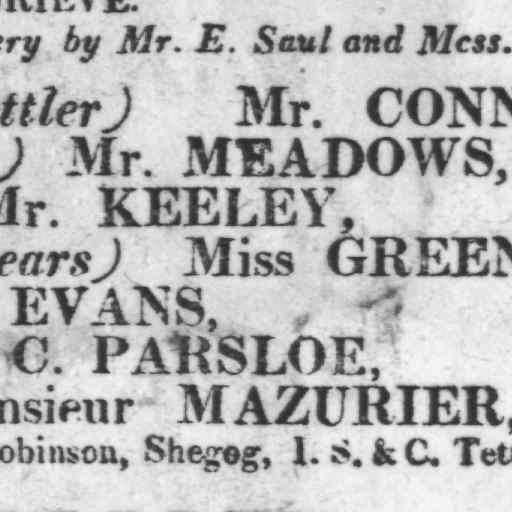 RIEVE.
ery by Mr. E. Saul and Mess.
ttler) Mr. CONN
) Mr. MEADOWS,
Mr. KEELEY,
ears) Miss GREEN
EVANS,
C. PARSLOE,
nsieur MAZURIER,
obinson, Shegog, I. S. & C. Tet